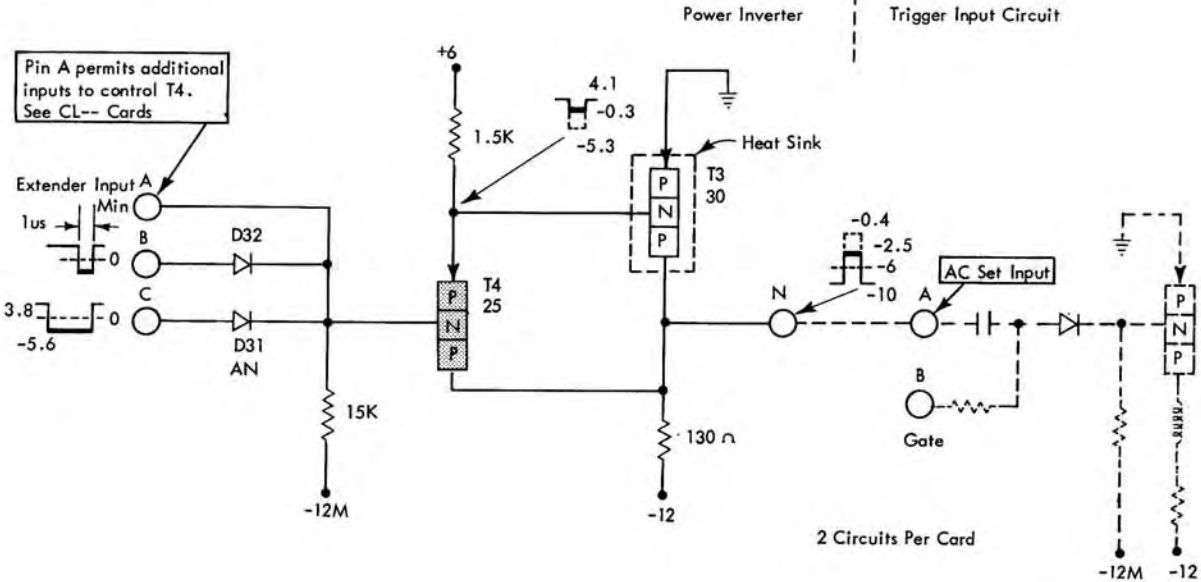 Power Inverter
Trigger Input Circuit
Pin A permits additional
inputs to control T4.
See CL-- Cards
+6
4.1
-0.3
-5.3
1.5K
Heat Sink
P
N
P
T3
30
Extender Input A
Min
1us
0
B
D32
3.8
0
-5.6
C
D31
AN
P
N
P
T4
25
-0.4
-2.5
-6
-10
N
A
AC Set Input
P
N
P
B
Gate
15K
-12M
130 Ω
-12
2 Circuits Per Card
-12M
-12